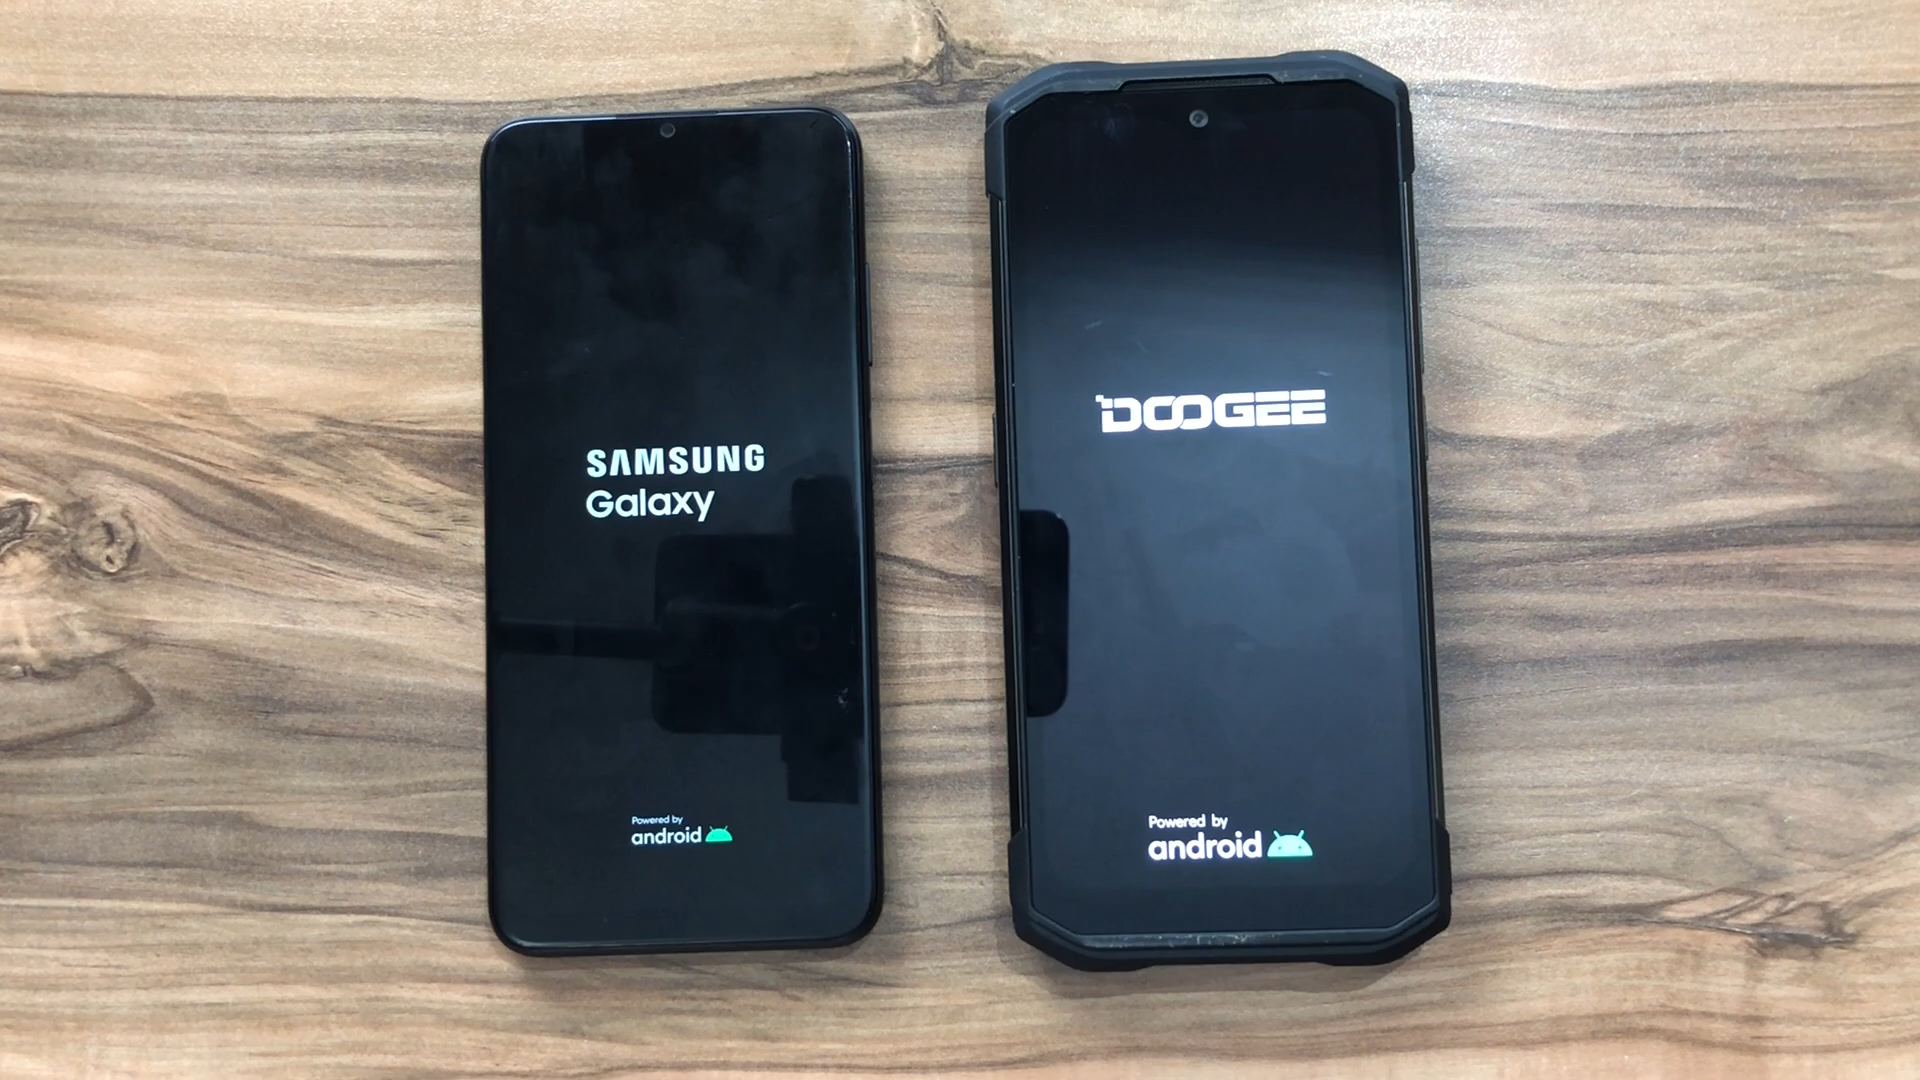 SAMSUNG
Galaxy
Powered by
android
DOOGEE
Powered by
android